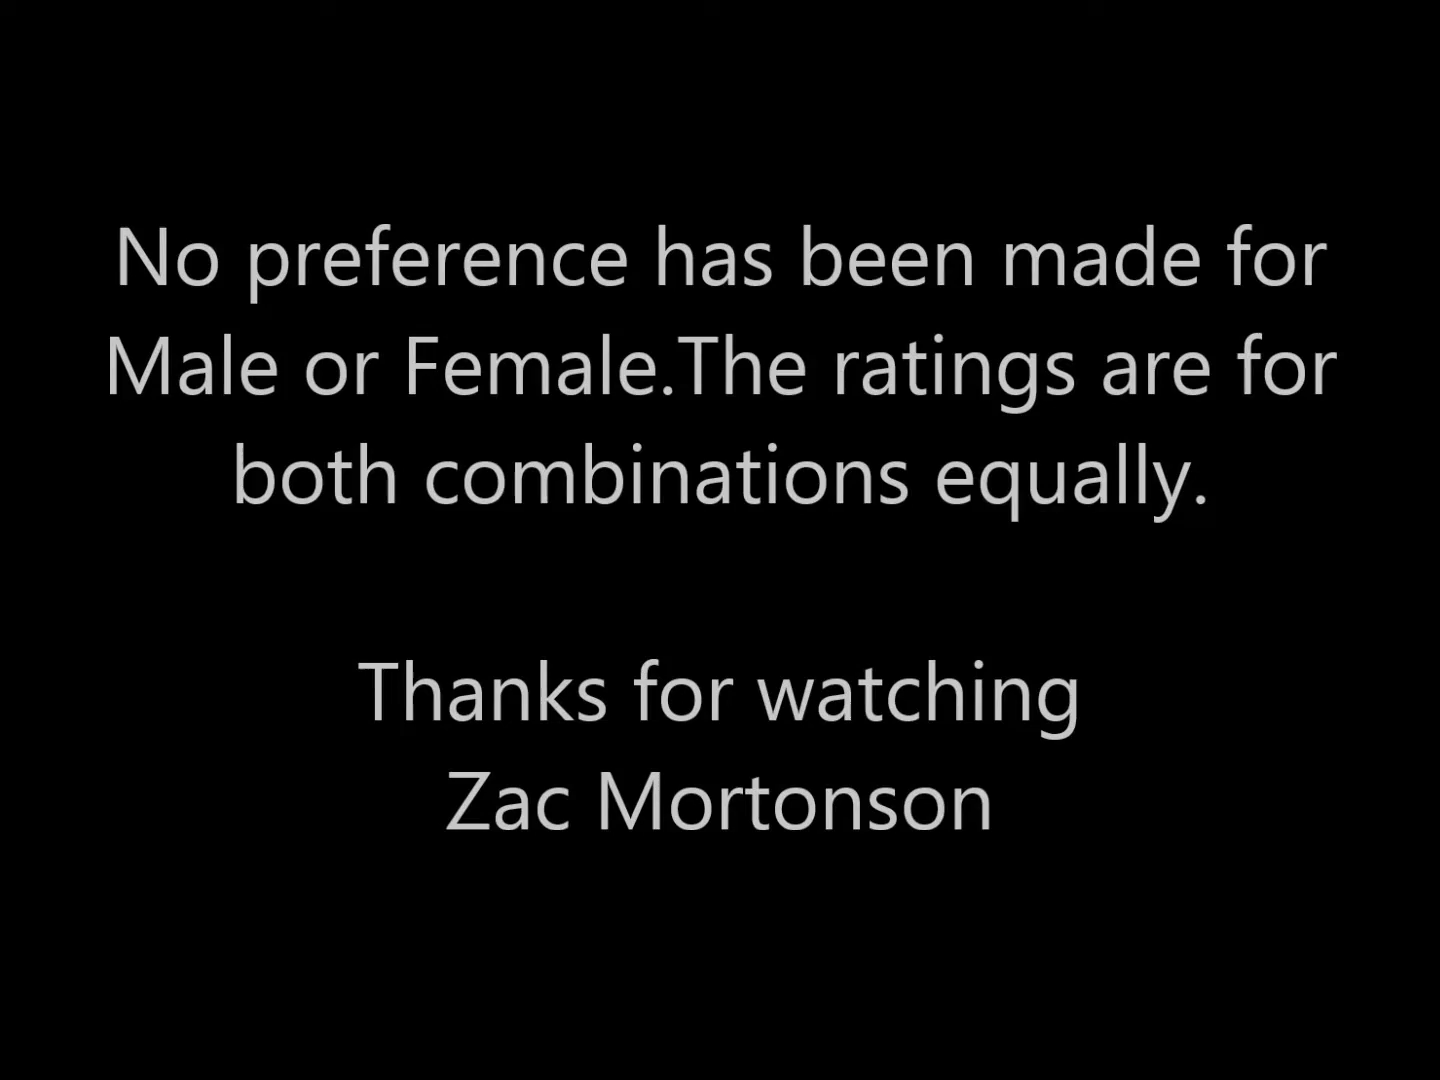 No preference has been made for
Male or Female.The ratings are for
both combinations equally.
Thanks for watching
Zac Mortonson